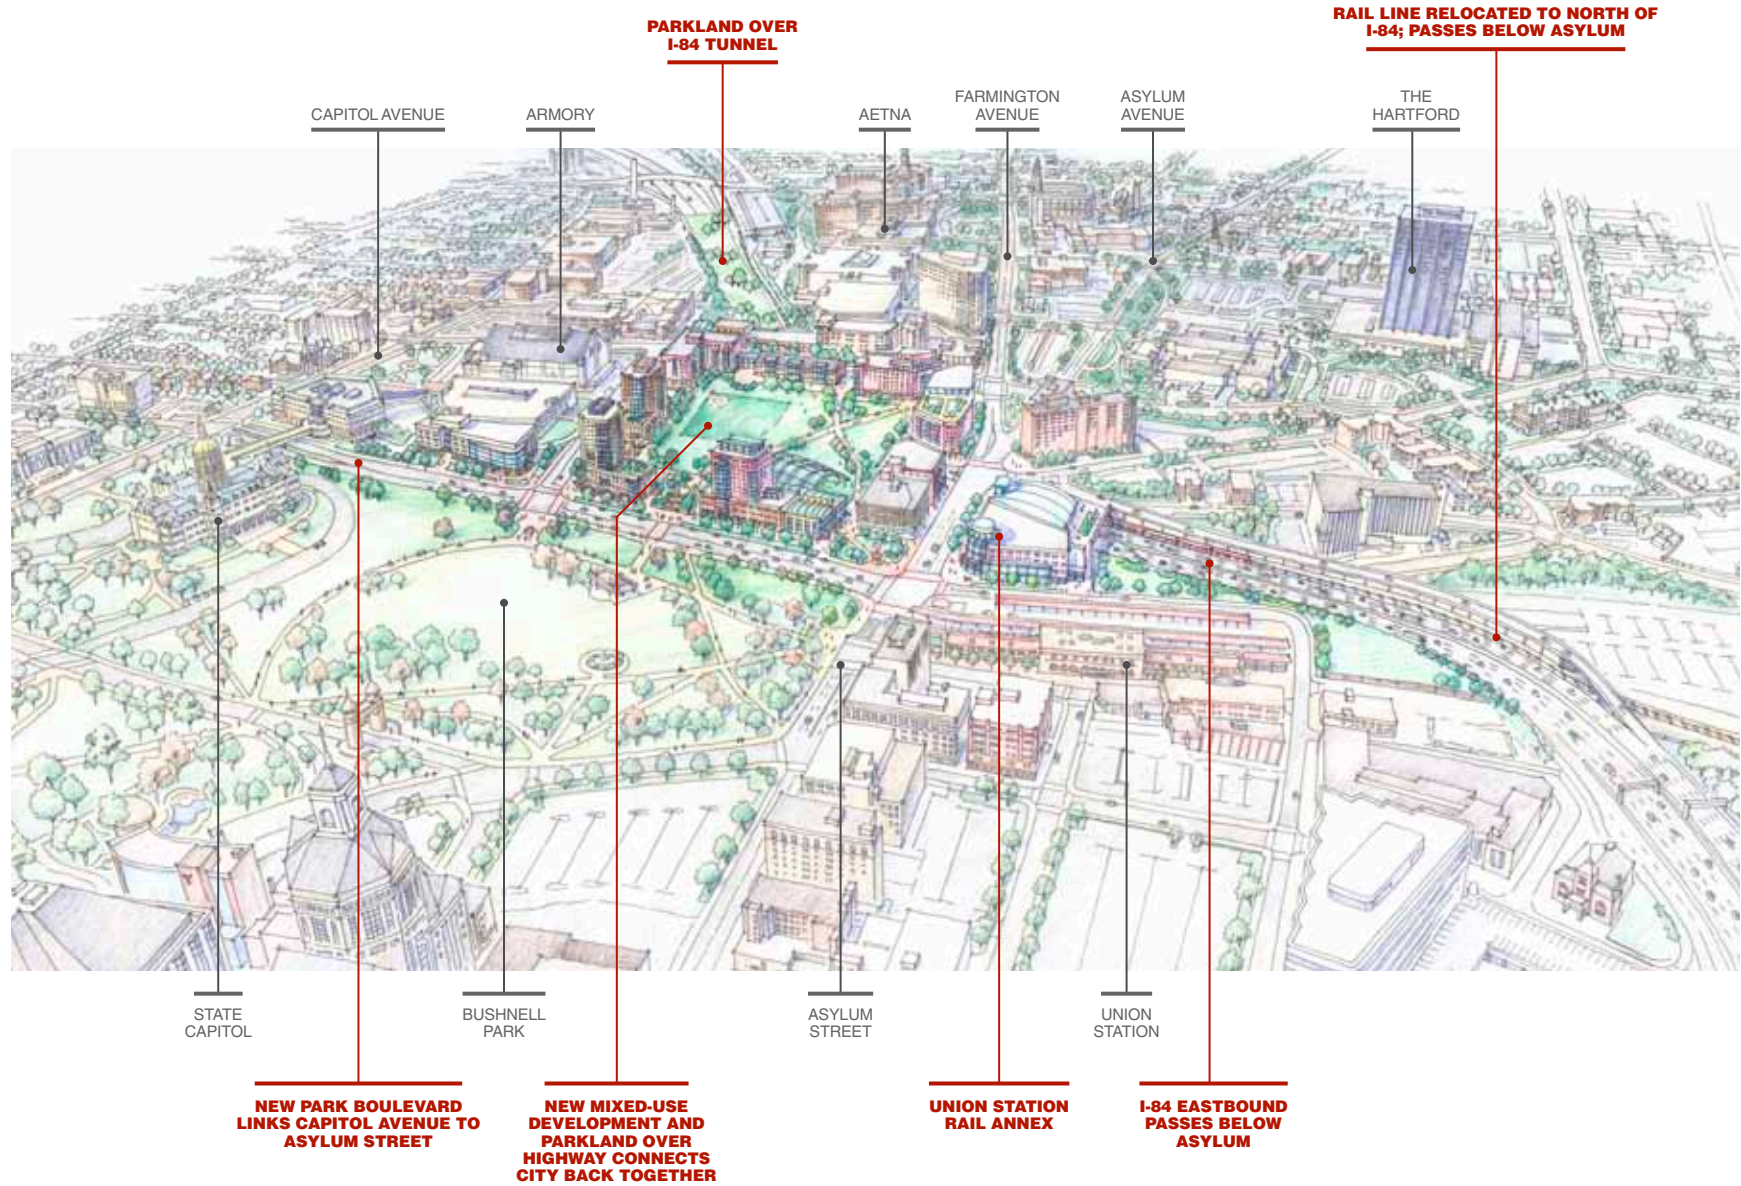 PARKLAND OVER
I-84 TUNNEL
RAIL LINE RELOCATED TO NORTH OF
I-84; PASSES BELOW ASYLUM
CAPITOL AVENUE
ARMORY
AETNA
FARMINGTON
AVENUE
ASYLUM
AVENUE
THE
HARTFORD
STATE
CAPITOL
BUSHNELL
PARK
ASYLUM
STREET
UNION
STATION
NEW PARK BOULEVARD
LINKS CAPITOL AVENUE TO
ASYLUM STREET
NEW MIXED-USE
DEVELOPMENT AND
PARKLAND OVER
HIGHWAY CONNECTS
CITY BACK TOGETHER
UNION STATION
RAIL ANNEX
I-84 EASTBOUND
PASSES BELOW
ASYLUM